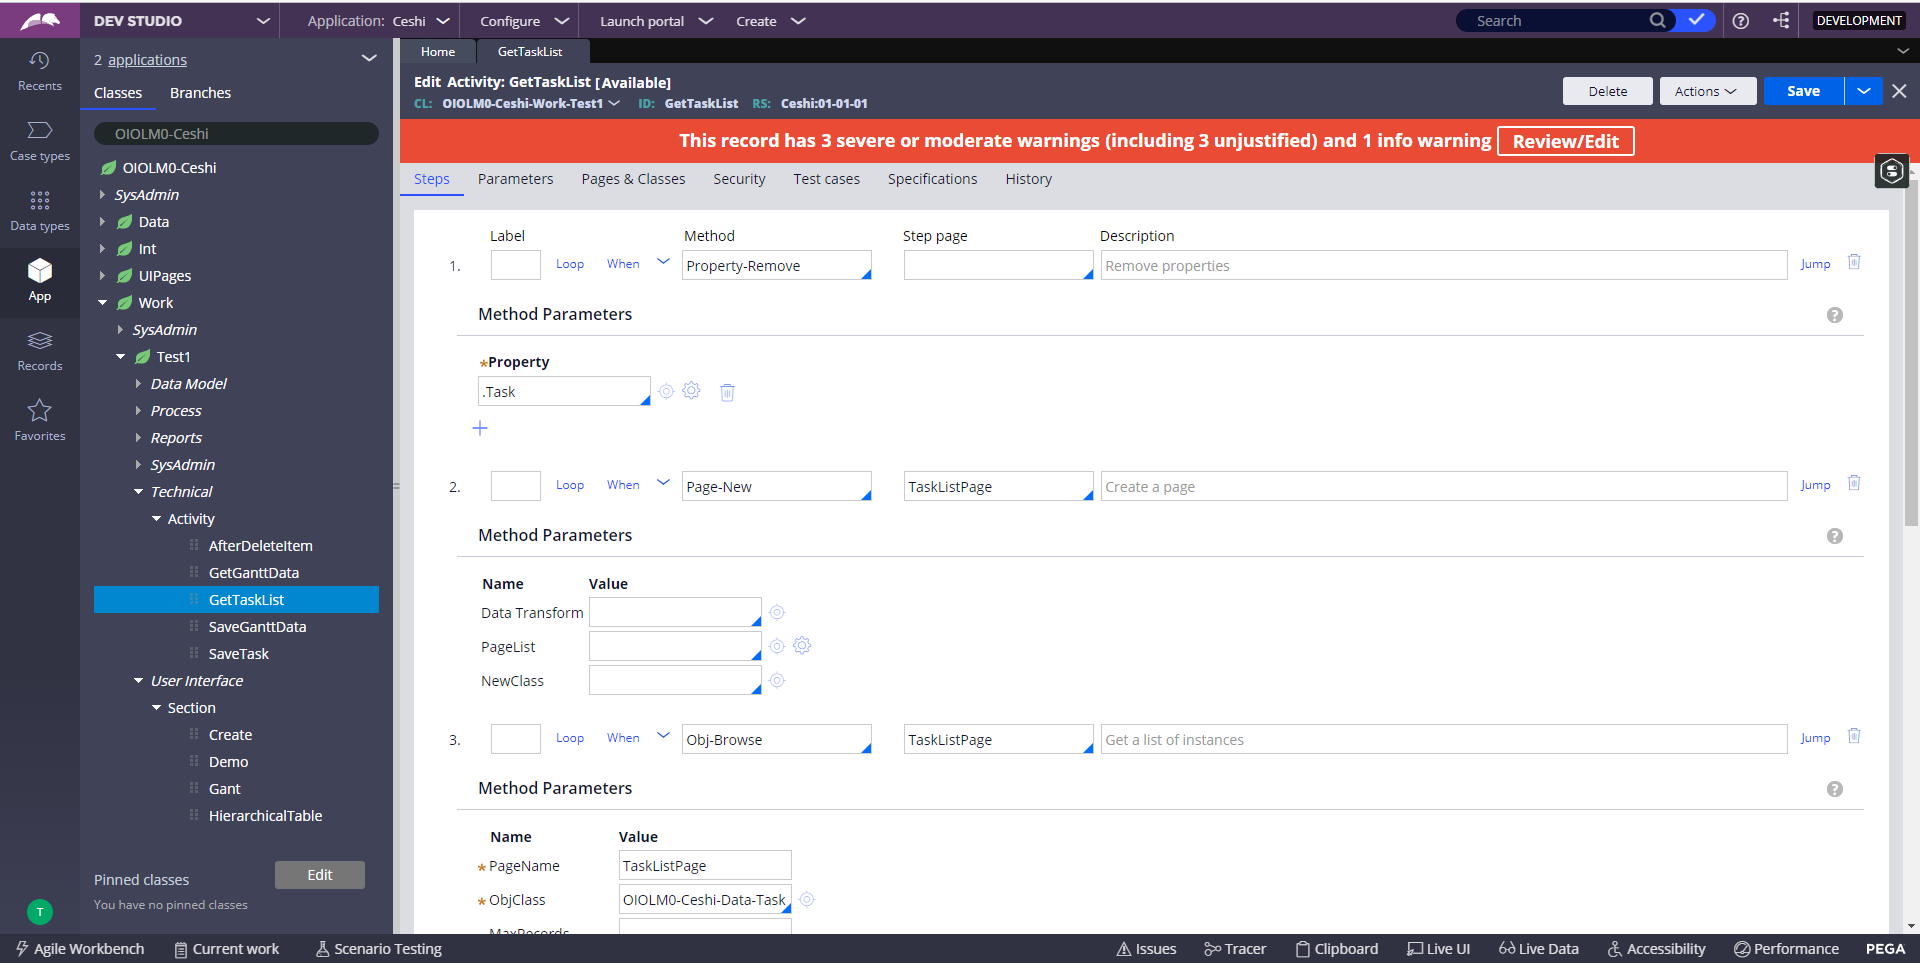 DEV STUDIO
Application: Ceshi
Configure
Launch portal
Create
Search
DEVELOPMENT
Recents
Case types
Data types
App
Records
Favorites
T
2 applications
Classes
Branches
OIOLM0-Ceshi
OIOLM0-Ceshi
SysAdmin
Data
Int
UIPages
Work
SysAdmin
Test1
Data Model
Process
Reports
SysAdmin
Technical
Activity
AfterDeleteItem
GetGanttData
GetTaskList
SaveGanttData
SaveTask
User Interface
Section
Create
Demo
Gant
HierarchicalTable
Pinned classes
Edit
You have no pinned classes
Home
GetTaskList
Edit Activity: GetTaskList [Available]
CL: OIOLM0-Ceshi-Work-Test1 ID: GetTaskList RS: Ceshi:01-01-01
Delete
Actions
Save
This record has 3 severe or moderate warnings (including 3 unjustified) and 1 info warning Review/Edit
Steps
Parameters
Pages & Classes
Security
Test cases
Specifications
History
Label
Method
Step page
Description
1. Loop When Property-Remove Remove properties Jump
Method Parameters
*Property
.Task
2. Loop When Page-New TaskListPage Create a page Jump
Method Parameters
Name Value
Data Transform
PageList
NewClass
3. Loop When Obj-Browse TaskListPage Get a list of instances Jump
Method Parameters
Name Value
*PageName TaskListPage
*ObjClass OIOLM0-Ceshi-Data-Task
MaxRecords
Agile Workbench
Current work
Scenario Testing
Issues
Tracer
Clipboard
Live UI
Live Data
Accessibility
Performance
PEGA